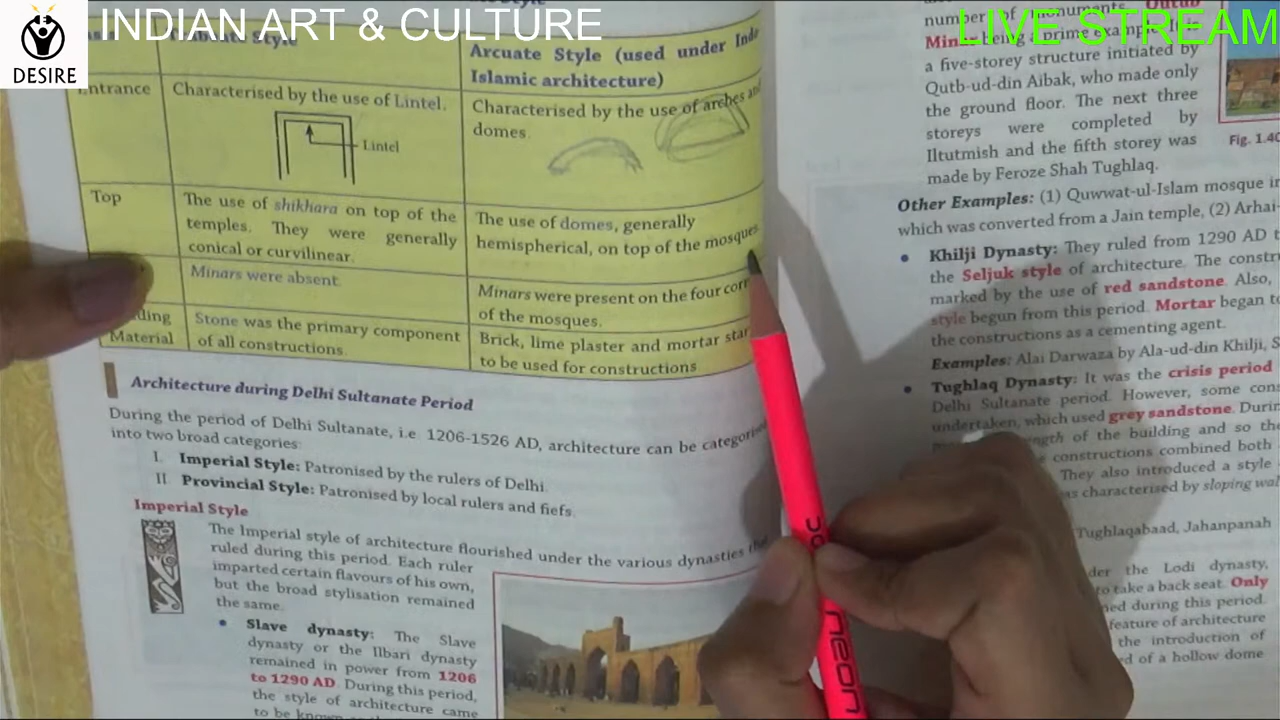 INDIAN ART & CULTURE
LIVE STREAM
DESIRE
Style
Arcuate Style (used under Indo
Islamic architecture)
Entrance
Characterised by the use of Lintel.
Lintel
Characterised by the use of arches and
domes.
Top
The use of shikhara on top of the
temples. They were generally
conical or curvilinear.
The use of domes, generally
hemispherical, on top of the mosques
Minars were absent.
Minars were present on the four corn
of the mosques.
Material
Stone was the primary component
of all constructions.
Brick, lime plaster and mortar star
to be used for constructions
Architecture during Delhi Sultanate Period
During the period of Delhi Sultanate, i.e 1206-1526 AD, architecture can be categoris
into two broad categories:
I. Imperial Style: Patronised by the rulers of Delhi.
II. Provincial Style: Patronised by local rulers and fiefs.
Imperial Style
The Imperial style of architecture flourished under the various dynasties
ruled during this period. Each ruler
imparted certain flavours of his own,
but the broad stylisation remained
the same.
Slave dynasty: The Slave
dynasty or the Ilbari dynasty
remained in power from 1206
to 1290 AD. During this period,
the style of architecture came
to be
number of monuments. Qutub
Minar being a prime example
a five-storey structure initiated by
Qutb-ud-din Aibak, who made only
the ground floor. The next three
storeys were completed by
Iltutmish and the fifth storey was
made by Feroze Shah Tughlaq.
Fig. 1.40
Other Examples: (1) Quwwat-ul-Islam mosque in
which was converted from a Jain temple, (2) Arhai-
Khilji Dynasty: They ruled from 1290 AD t
the Seljuk style of architecture. The constr
marked by the use of red sandstone. Also,
style begun from this period. Mortar began t
the constructions as a cementing agent.
Examples: Alai Darwaza by Ala-ud-din Khilji, S
Tughlaq Dynasty: It was the crisis period
Delhi Sultanate period. However, some cons
undertaken, which used grey sandstone. Durin
length of the building and so the
constructions combined both
They also introduced a style
as characterised by sloping wal
Tughlaqabaad, Jahanpanah
der the Lodi dynasty,
to take a back seat. Only
ned during this period.
feature of architecture
the introduction of
of a hollow dome
neon